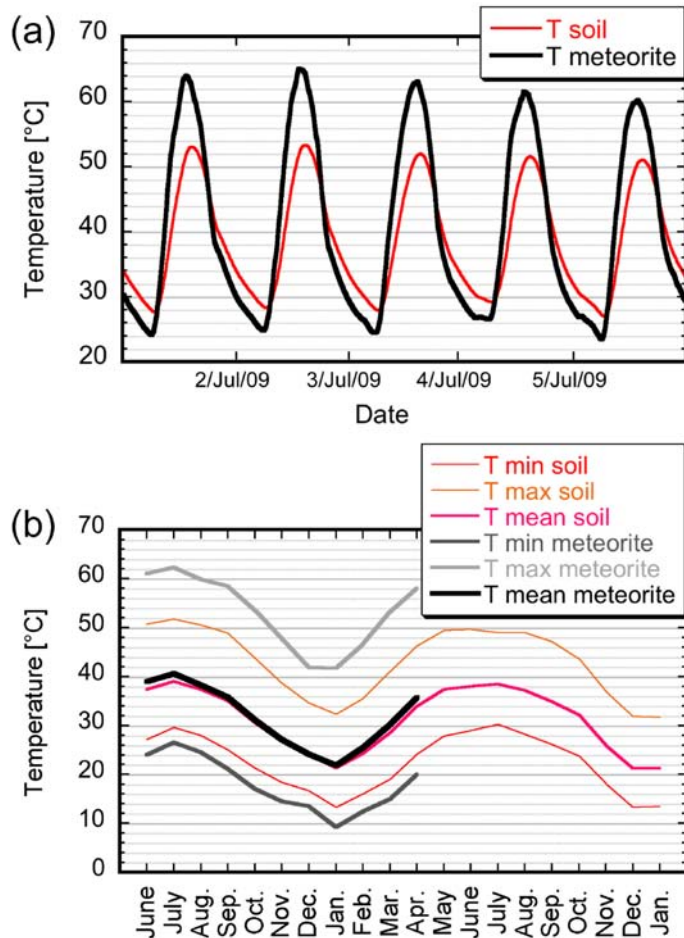 (a)
T soil
T meteorite
70
60
50
40
30
20
Temperature [°C]
2/Jul/09 3/Jul/09 4/Jul/09 5/Jul/09
Date
(b)
T min soil
T max soil
T mean soil
T min meteorite
T max meteorite
T mean meteorite
70
60
50
40
30
20
10
0
Temperature [°C]
June July Aug. Sep. Oct. Nov. Dec. Jan. Feb. Mar. Apr. May June July Aug. Sep. Oct. Nov. Dec. Jan.